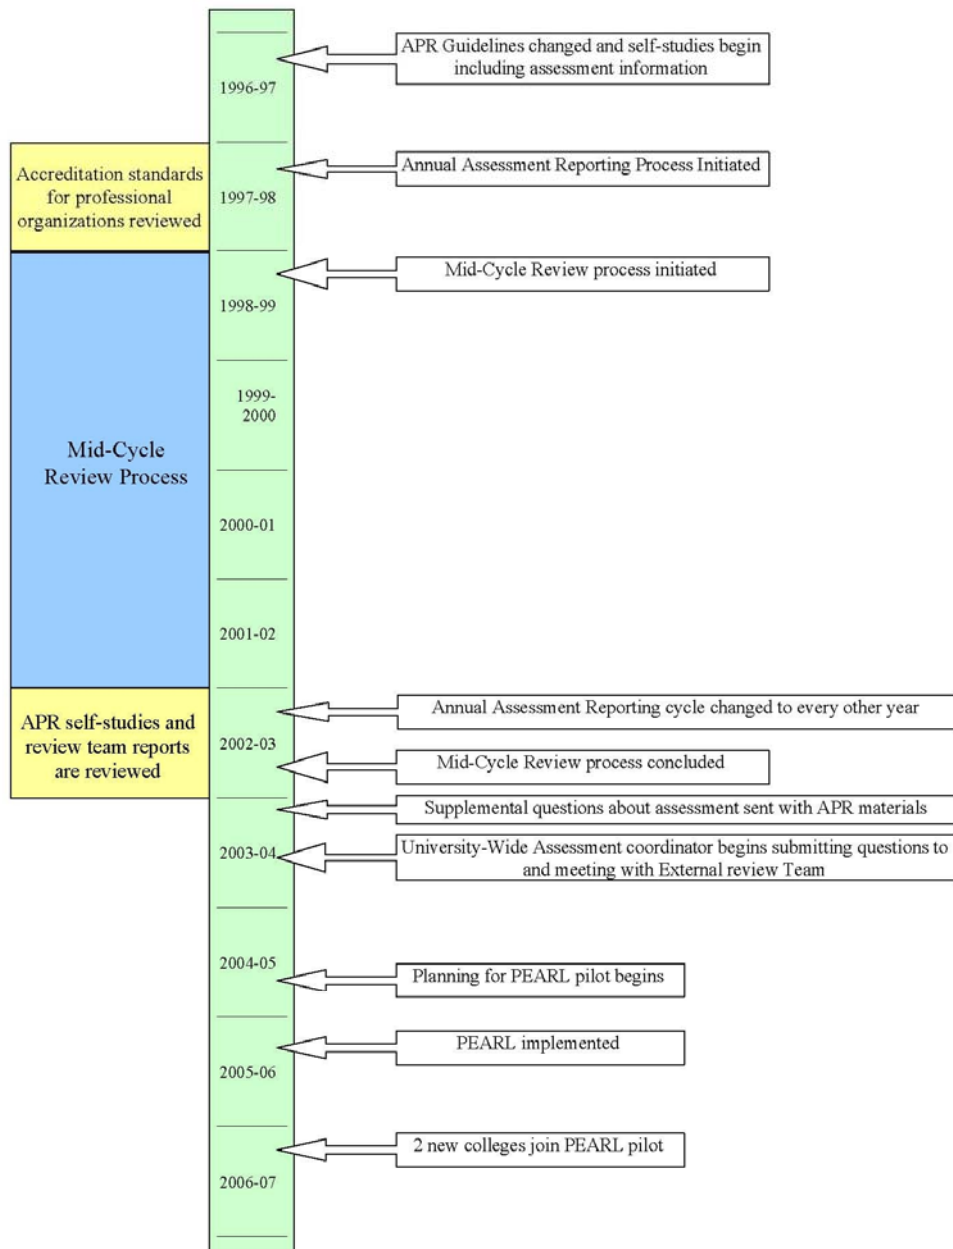 APR Guidelines changed and self-studies begin
including assessment information
1996-97
Accreditation standards
for professional
organizations reviewed
Annual Assessment Reporting Process Initiated
1997-98
Mid-Cycle Review process initiated
1998-99
1999-
2000
Mid-Cycle
Review Process
2000-01
2001-02
APR self-studies and
review team reports
are reviewed
Annual Assessment Reporting cycle changed to every other year
2002-03
Mid-Cycle Review process concluded
Supplemental questions about assessment sent with APR materials
2003-04
University-Wide Assessment coordinator begins submitting questions to
and meeting with External review Team
2004-05
Planning for PEARL pilot begins
PEARL implemented
2005-06
2 new colleges join PEARL pilot
2006-07